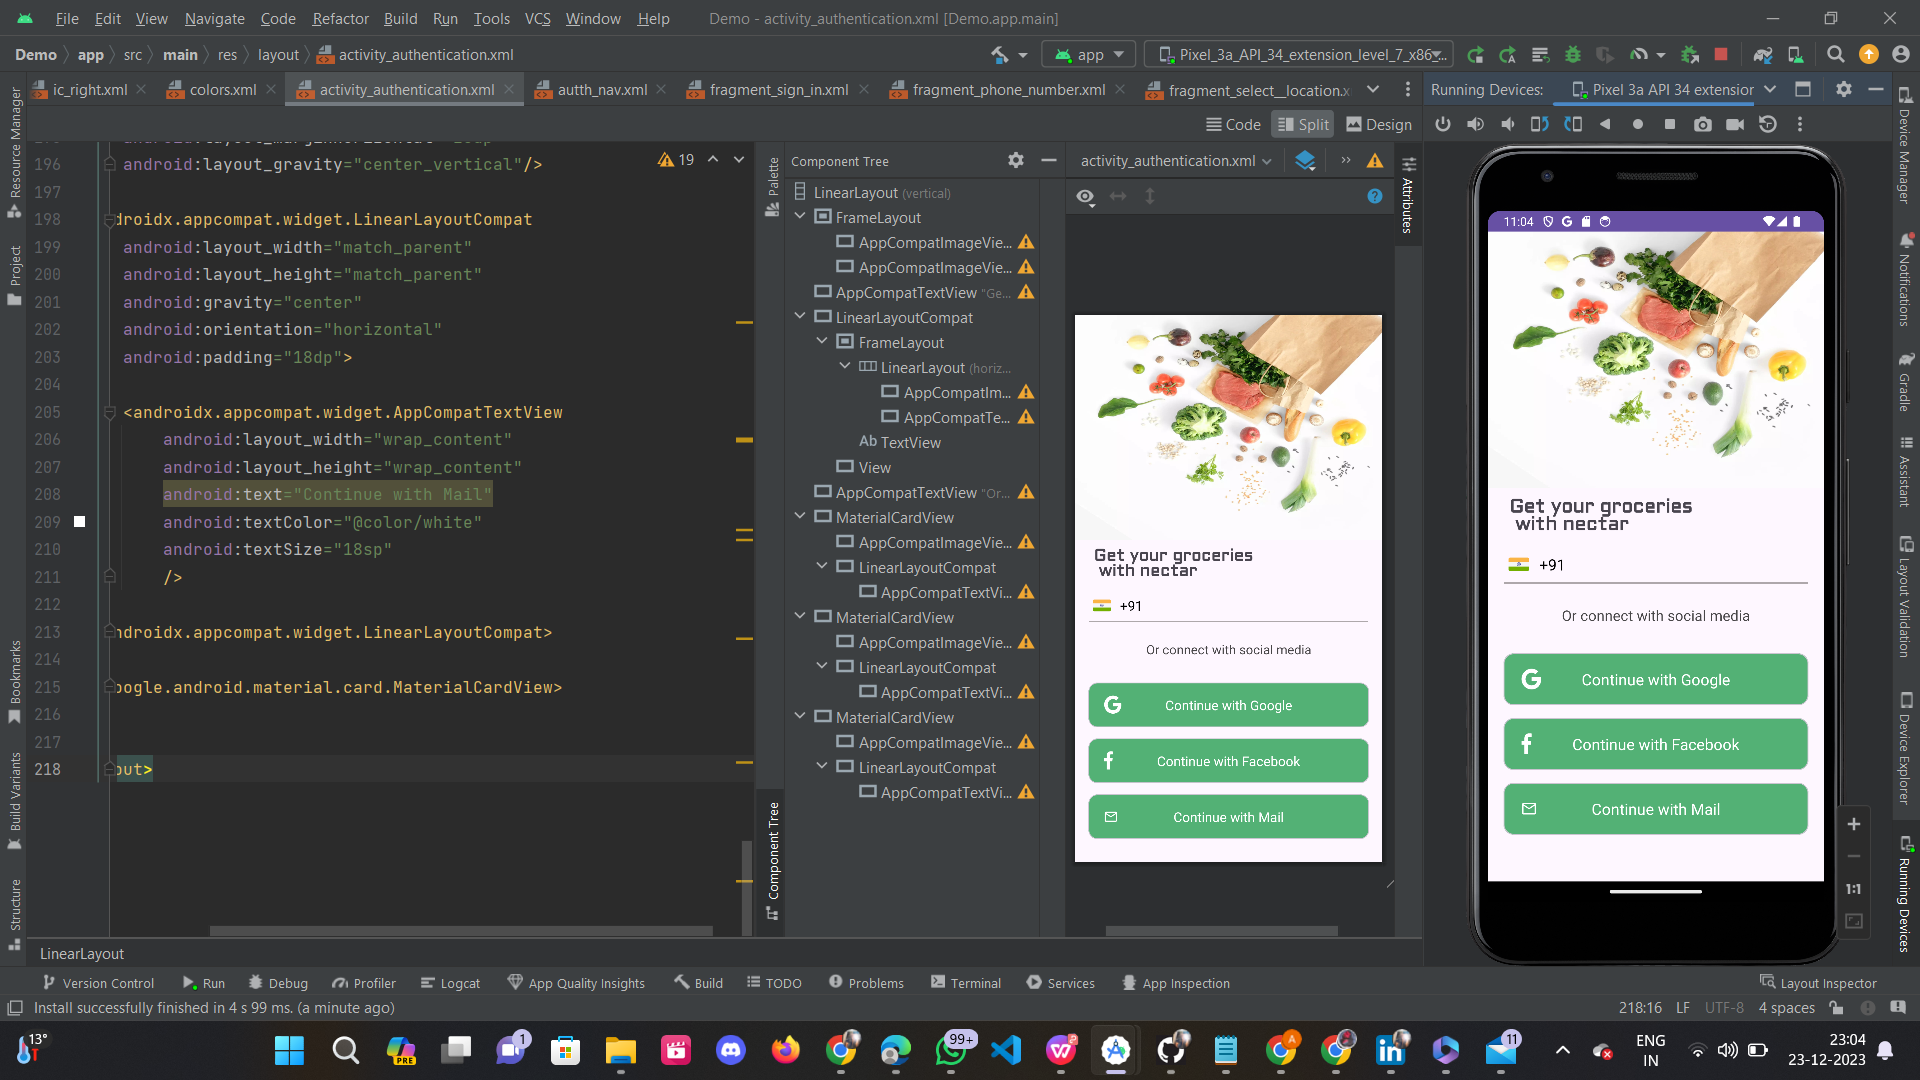 File Edit View Navigate Code Refactor Build Run Tools VCS Window Help Demo - activity_authentication.xml [Demo.app.main]
Demo app src main res layout activity_authentication.xml app Pixel_3a_API_34_extension_level_7_x86
ic_right.xml colors.xml activity_authentication.xml autth_nav.xml fragment_sign_in.xml fragment_phone_number.xml fragment_select__location.x Running Devices: Pixel 3a API 34 extension
Code Split Design
Resource Manager
Project
Bookmarks
Build Variants
Structure
196 android:layout_gravity="center_vertical"/>
197
198 droidx.appcompat.widget.LinearLayoutCompat
199 android:layout_width="match_parent"
200 android:layout_height="match_parent"
201 android:gravity="center"
202 android:orientation="horizontal"
203 android:padding="18dp">
204
205 <androidx.appcompat.widget.AppCompatTextView
206 android:layout_width="wrap_content"
207 android:layout_height="wrap_content"
208 android:text="Continue with Mail"
209 android:textColor="@color/white"
210 android:textSize="18sp"
211 />
212
213 ndroidx.appcompat.widget.LinearLayoutCompat>
214
215 oogle.android.material.card.MaterialCardView>
216
217
218 out>
19
Palette
Component Tree
Component Tree
LinearLayout (vertical)
FrameLayout
AppCompatImageVie...
AppCompatImageVie...
AppCompatTextView "Ge...
LinearLayoutCompat
FrameLayout
LinearLayout (horiz...
AppCompatIm...
AppCompatTe...
Ab TextView
View
AppCompatTextView "Or...
MaterialCardView
AppCompatImageVie...
LinearLayoutCompat
AppCompatTextVi...
MaterialCardView
AppCompatImageVie...
LinearLayoutCompat
AppCompatTextVi...
MaterialCardView
AppCompatImageVie...
LinearLayoutCompat
AppCompatTextVi...
activity_authentication.xml
Attributes
Get your groceries
with nectar
+91
Or connect with social media
Continue with Google
Continue with Facebook
Continue with Mail
11:04
Get your groceries
with nectar
+91
Or connect with social media
Continue with Google
Continue with Facebook
Continue with Mail
1:1
Device Manager
Notifications
Gradle
Assistant
Layout Validation
Device Explorer
Running Devices
LinearLayout
Version Control Run Debug Profiler Logcat App Quality Insights Build TODO Problems Terminal Services App Inspection Layout Inspector
Install successfully finished in 4 s 99 ms. (a minute ago) 218:16 LF UTF-8 4 spaces
13° PRE 1 99+ A 11 ENG IN 23:04 23-12-2023